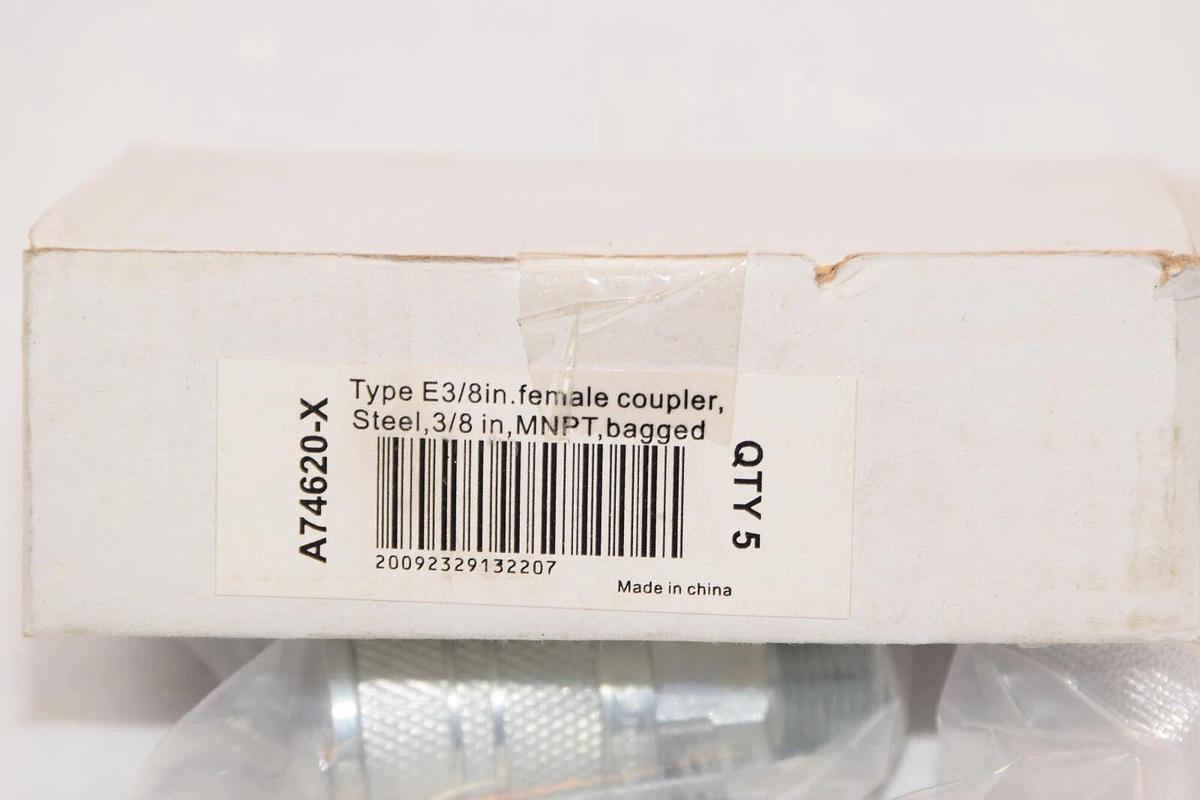 A74620-X
Type E3/8in.female coupler,
Steel,3/8 in,MNPT,bagged
20092329132207
QTY 5
Made in china